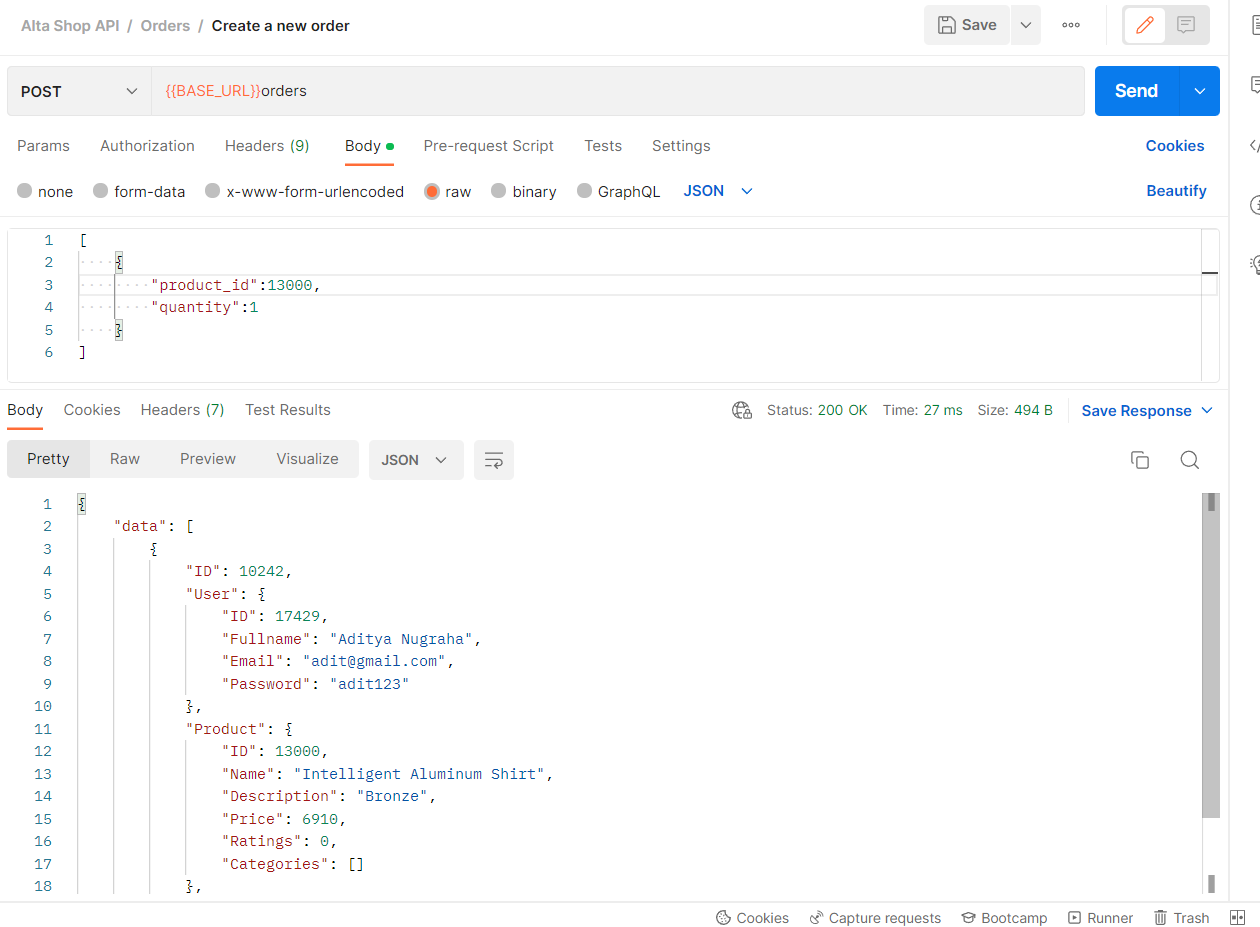 Alta Shop API / Orders / Create a new order
Save
POST {{BASE_URL}}orders Send
Params Authorization Headers (9) Body Pre-request Script Tests Settings Cookies
none form-data x-www-form-urlencoded raw binary GraphQL JSON Beautify
1 [
2 {
3 "product_id":13000,
4 "quantity":1
5 }
6 ]
Body Cookies Headers (7) Test Results Status: 200 OK Time: 27 ms Size: 494 B Save Response
Pretty Raw Preview Visualize JSON
1 {
2 "data": [
3 {
4 "ID": 10242,
5 "User": {
6 "ID": 17429,
7 "Fullname": "Aditya Nugraha",
8 "Email": "adit@gmail.com",
9 "Password": "adit123"
10 },
11 "Product": {
12 "ID": 13000,
13 "Name": "Intelligent Aluminum Shirt",
14 "Description": "Bronze",
15 "Price": 6910,
16 "Ratings": 0,
17 "Categories": []
18 },
Cookies Capture requests Bootcamp Runner Trash